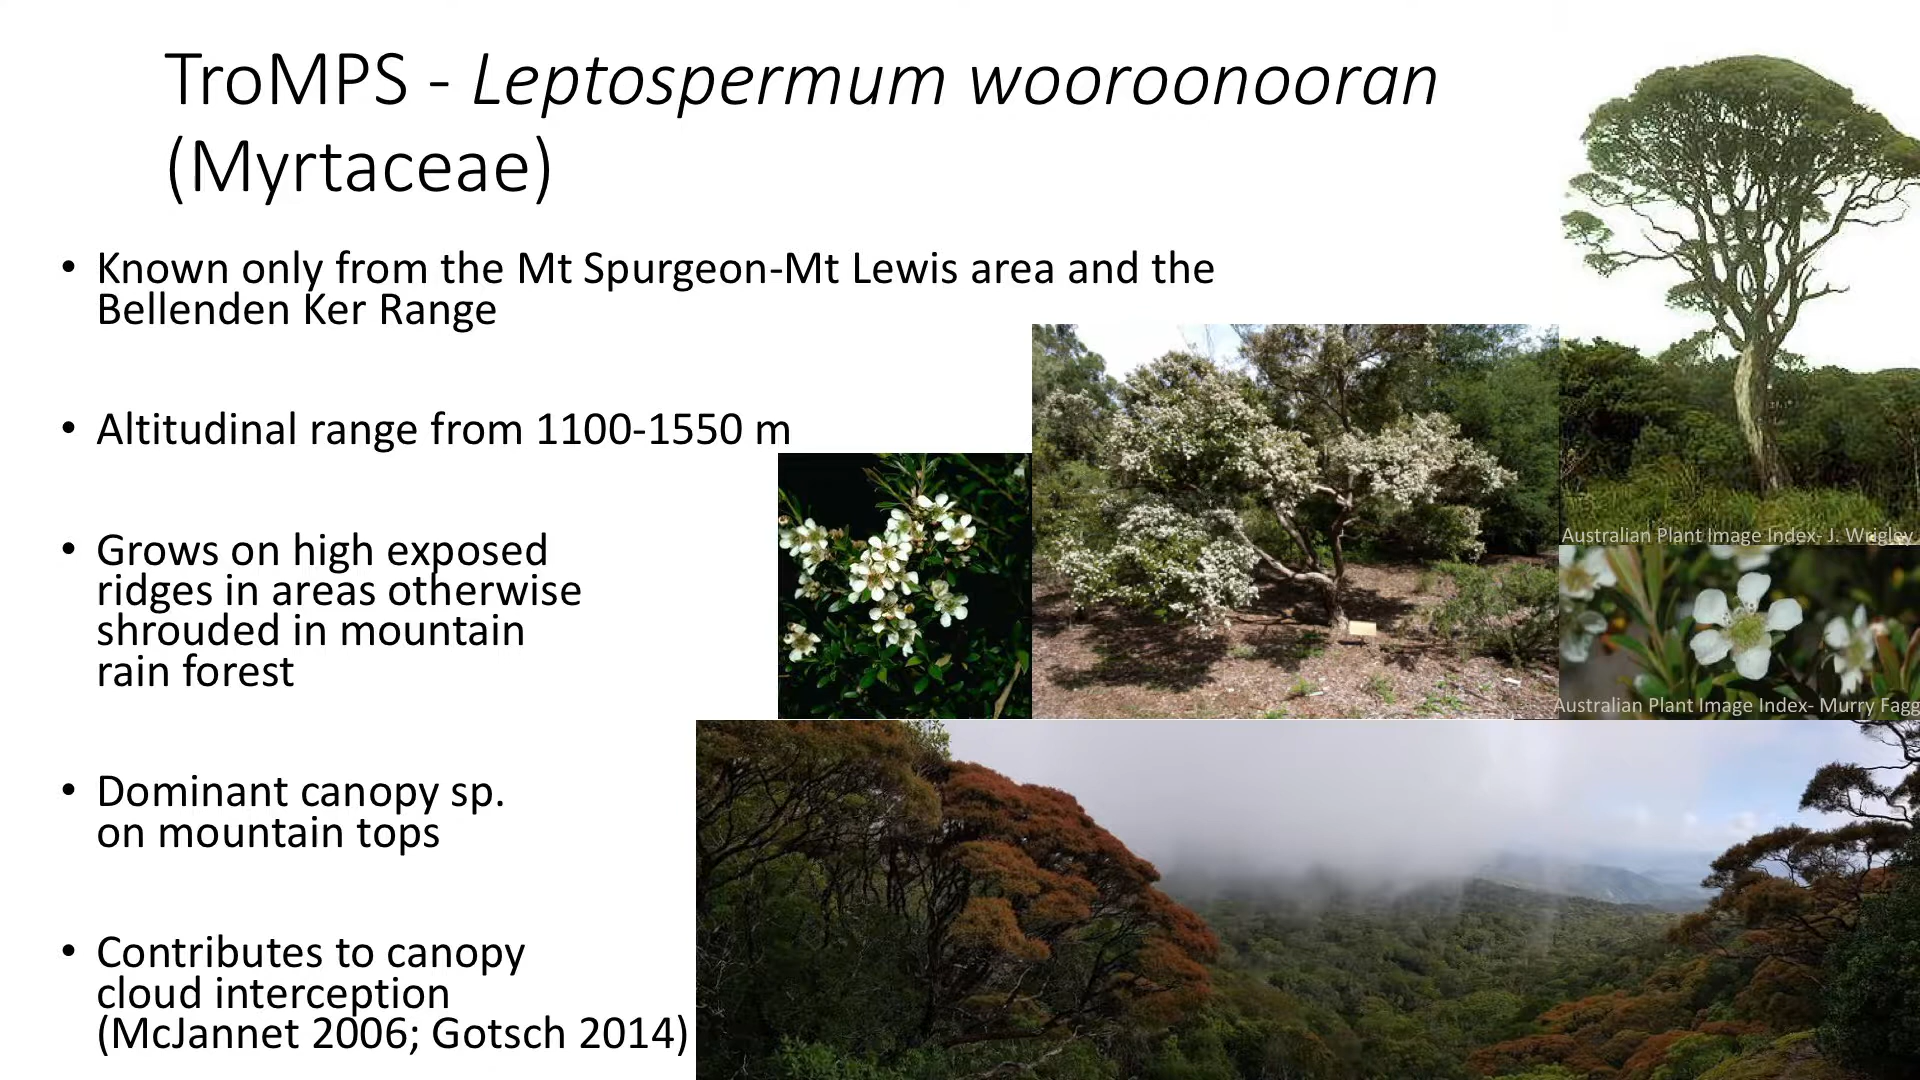 TroMPS - Leptospermum wooroonooran
(Myrtaceae)
• Known only from the Mt Spurgeon-Mt Lewis area and the
Bellenden Ker Range
• Altitudinal range from 1100-1550 m
• Grows on high exposed
ridges in areas otherwise
shrouded in mountain
rain forest
• Dominant canopy sp.
on mountain tops
• Contributes to canopy
cloud interception
(McJannet 2006; Gotsch 2014)
Australian Plant Image Index- J. Wrigley
Australian Plant Image Index- Murry Fagg